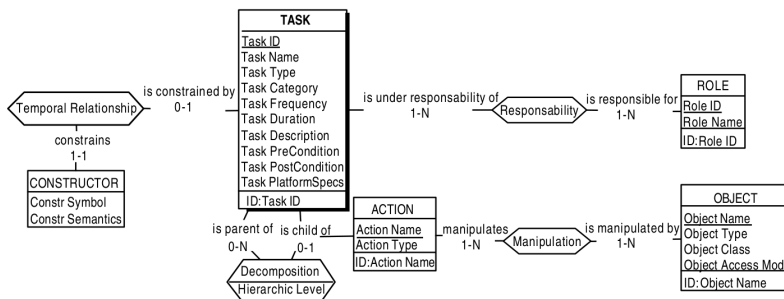 TASK
Task ID
Task Name
Task Type
Task Category
Task Frequency
Task Duration
Task Description
Task PreCondition
Task PostCondition
Task PlatformSpecs
ID:Task ID
is constrained by
0-1
Temporal Relationship
constrains
1-1
CONSTRUCTOR
Constr Symbol
Constr Semantics
is under responsability of
1-N
Responsability
is responsible for
1-N
ROLE
Role ID
Role Name
ID:Role ID
is parent of
0-N
is child of
0-1
Decomposition
Hierarchic Level
ACTION
Action Name
Action Type
ID:Action Name
manipulates
1-N
Manipulation
is manipulated by
1-N
OBJECT
Object Name
Object Type
Object Class
Object Access Mod
ID: Object Name